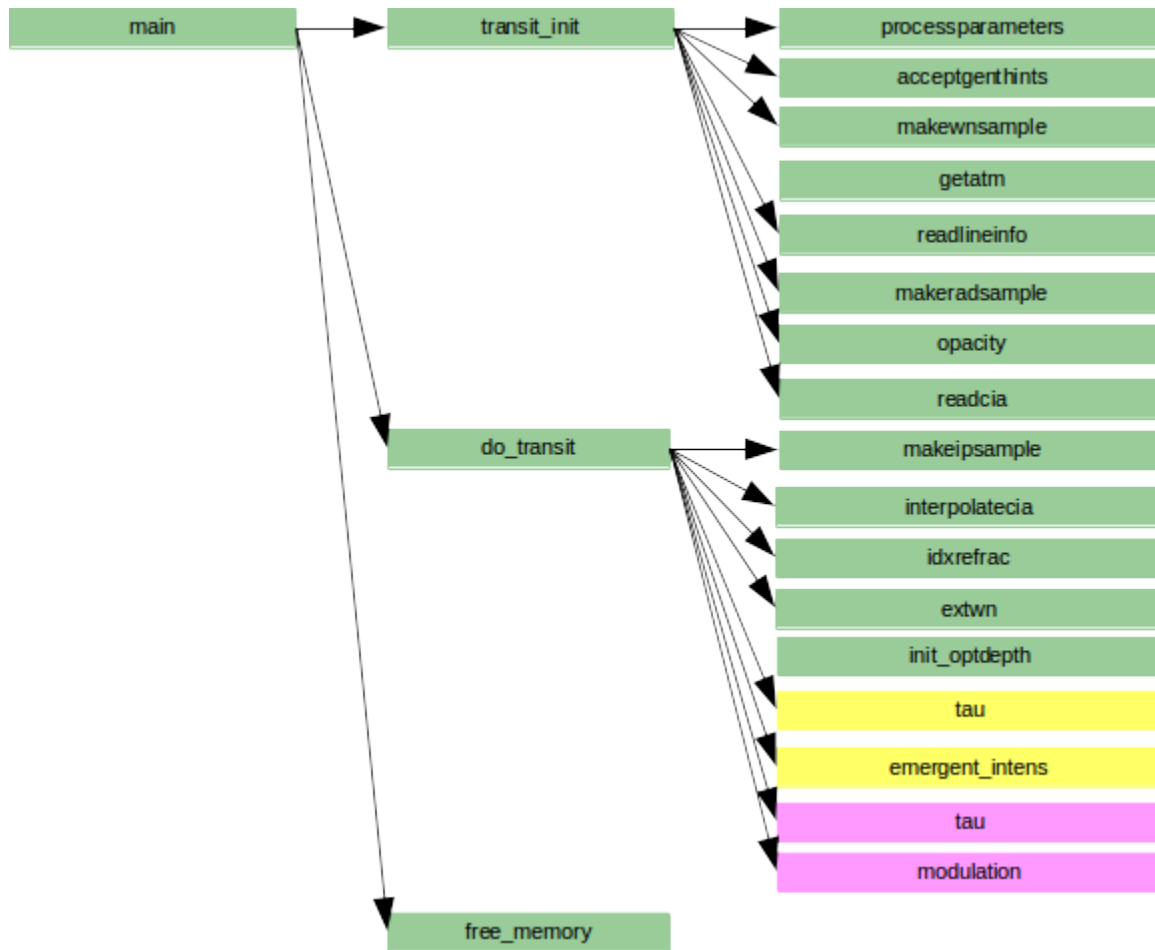 main
transit_init
processparameters
acceptgenthints
makewnsample
getatm
readlineinfo
makeradsample
opacity
readcia
do_transit
makeipsample
interpolatecia
idxrefrac
extwn
init_optdepth
tau
emergent_intens
tau
modulation
free_memory